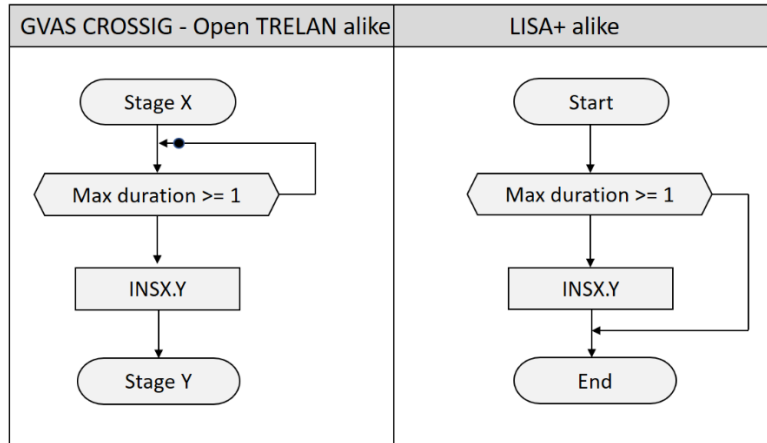 GVAS CROSSIG - Open TRELAN alike
LISA+ alike
Stage X
Max duration >= 1
INSX.Y
Stage Y
Start
Max duration >= 1
INSX.Y
End